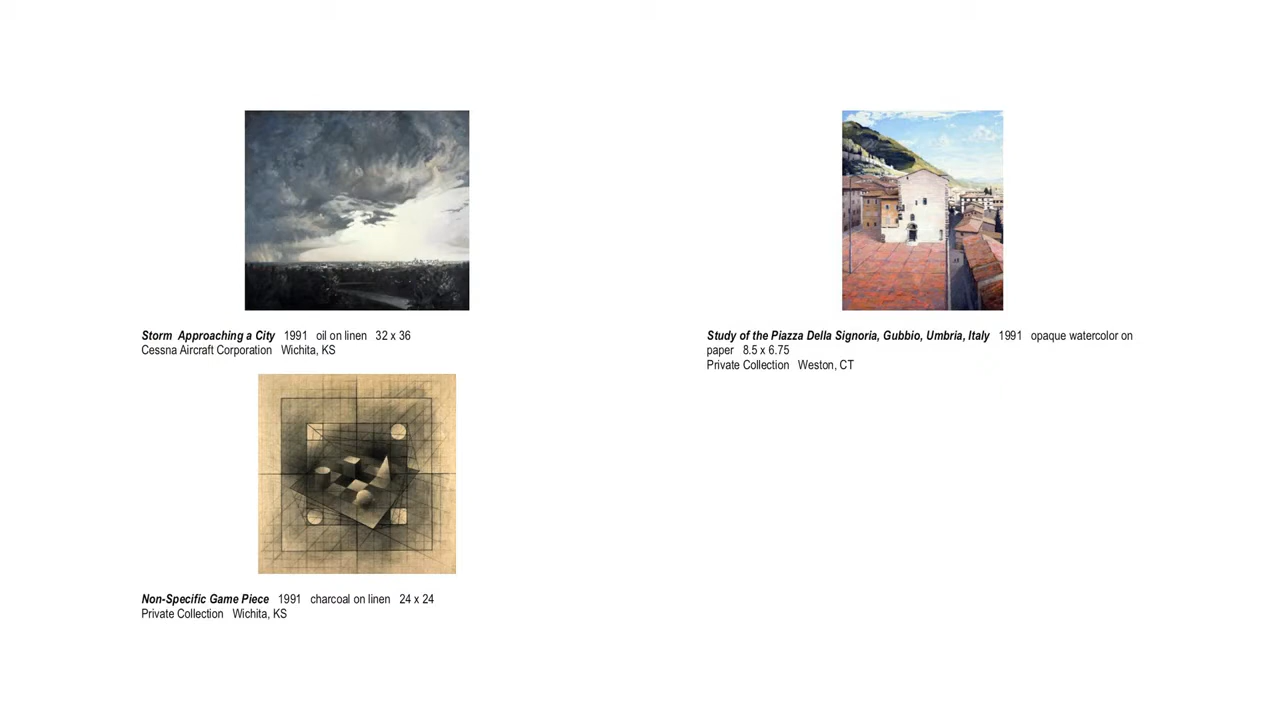 Storm Approaching a City 1991 oil on linen 32 x 36
Cessna Aircraft Corporation Wichita, KS
Non-Specific Game Piece 1991 charcoal on linen 24 x 24
Private Collection Wichita, KS
Study of the Piazza Della Signoria, Gubbio, Umbria, Italy 1991 opaque watercolor on
paper 8.5 x 6.75
Private Collection Weston, CT